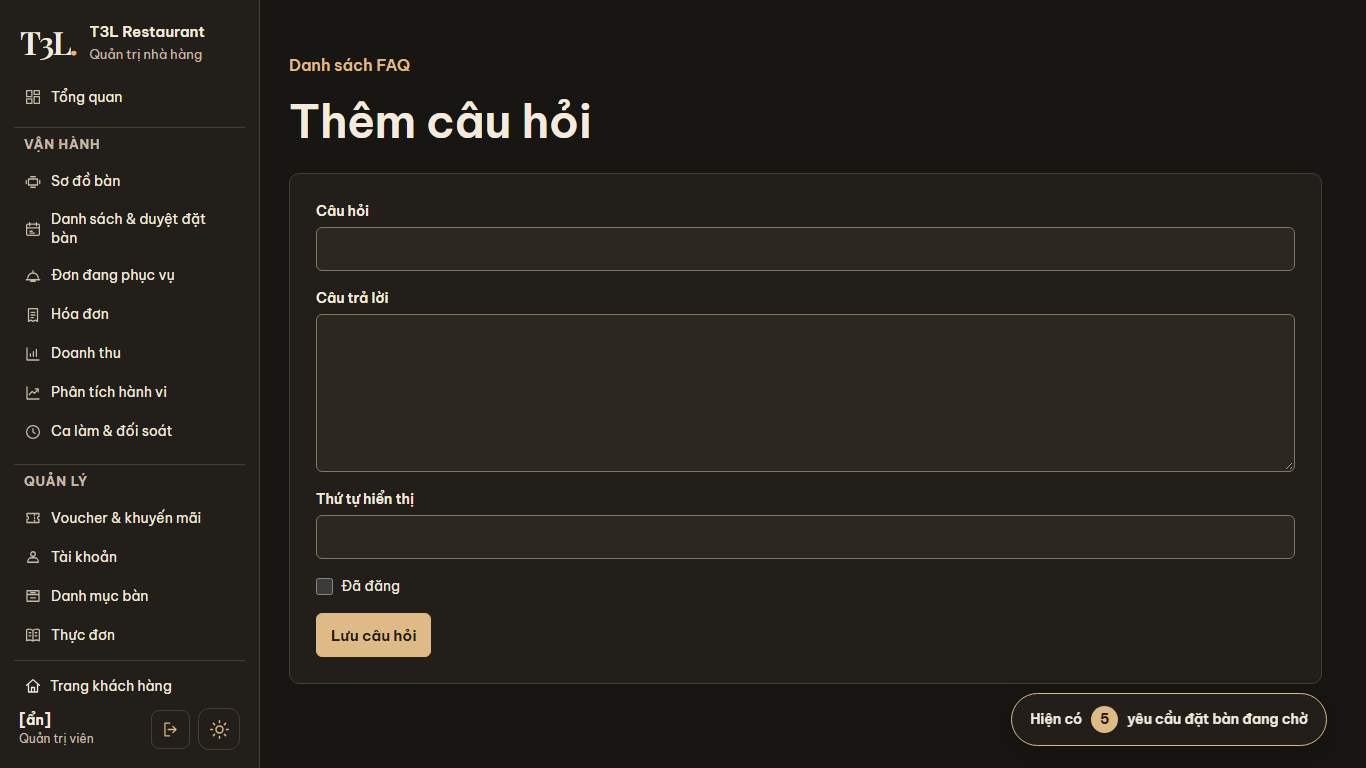 T3L.
T3L Restaurant
Quản trị nhà hàng
Tổng quan
VẬN HÀNH
Sơ đồ bàn
Danh sách & duyệt đặt
bàn
Đơn đang phục vụ
Hóa đơn
Doanh thu
Phân tích hành vi
Ca làm & đối soát
QUẢN LÝ
Voucher & khuyến mãi
Tài khoản
Danh mục bàn
Thực đơn
Trang khách hàng
[ẩn]
Quản trị viên
Danh sách FAQ
Thêm câu hỏi
Câu hỏi
Câu trả lời
Thứ tự hiển thị
Đã đăng
Lưu câu hỏi
Hiện có 5 yêu cầu đặt bàn đang chờ